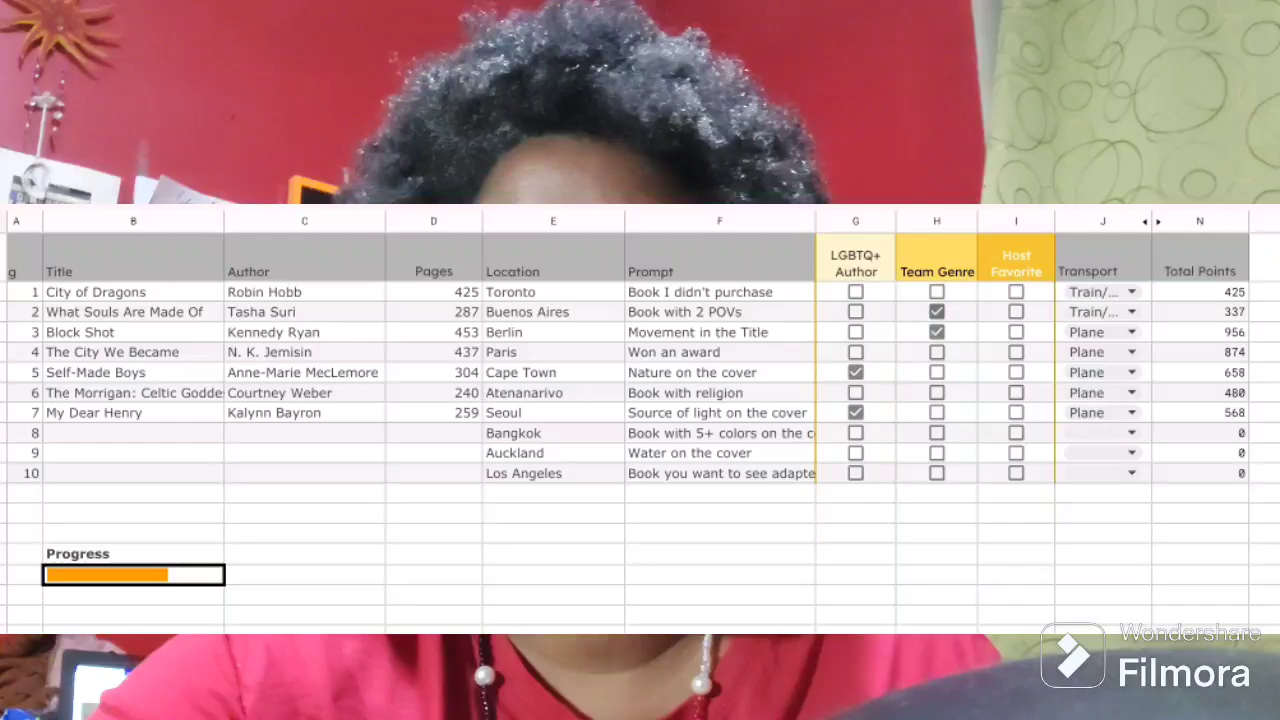 A B C D E F G H I J N
g Title Author Pages Location Prompt LGBTQ+ Author Team Genre Host Favorite Transport Total Points
1 City of Dragons Robin Hobb 425 Toronto Book I didn't purchase Train/... 425
2 What Souls Are Made Of Tasha Suri 287 Buenos Aires Book with 2 POVs Train/... 337
3 Block Shot Kennedy Ryan 453 Berlin Movement in the Title Plane 956
4 The City We Became N. K. Jemisin 437 Paris Won an award Plane 874
5 Self-Made Boys Anne-Marie MacLemore 304 Cape Town Nature on the cover Plane 658
6 The Morrigan: Celtic Godde Courtney Weber 240 Atenanarivo Book with religion Plane 480
7 My Dear Henry Kalynn Bayron 259 Seoul Source of light on the cover Plane 568
8 Bangkok Book with 5+ colors on the c 0
9 Auckland Water on the cover 0
10 Los Angeles Book you want to see adapte 0
Progress
Wondershare
Filmora